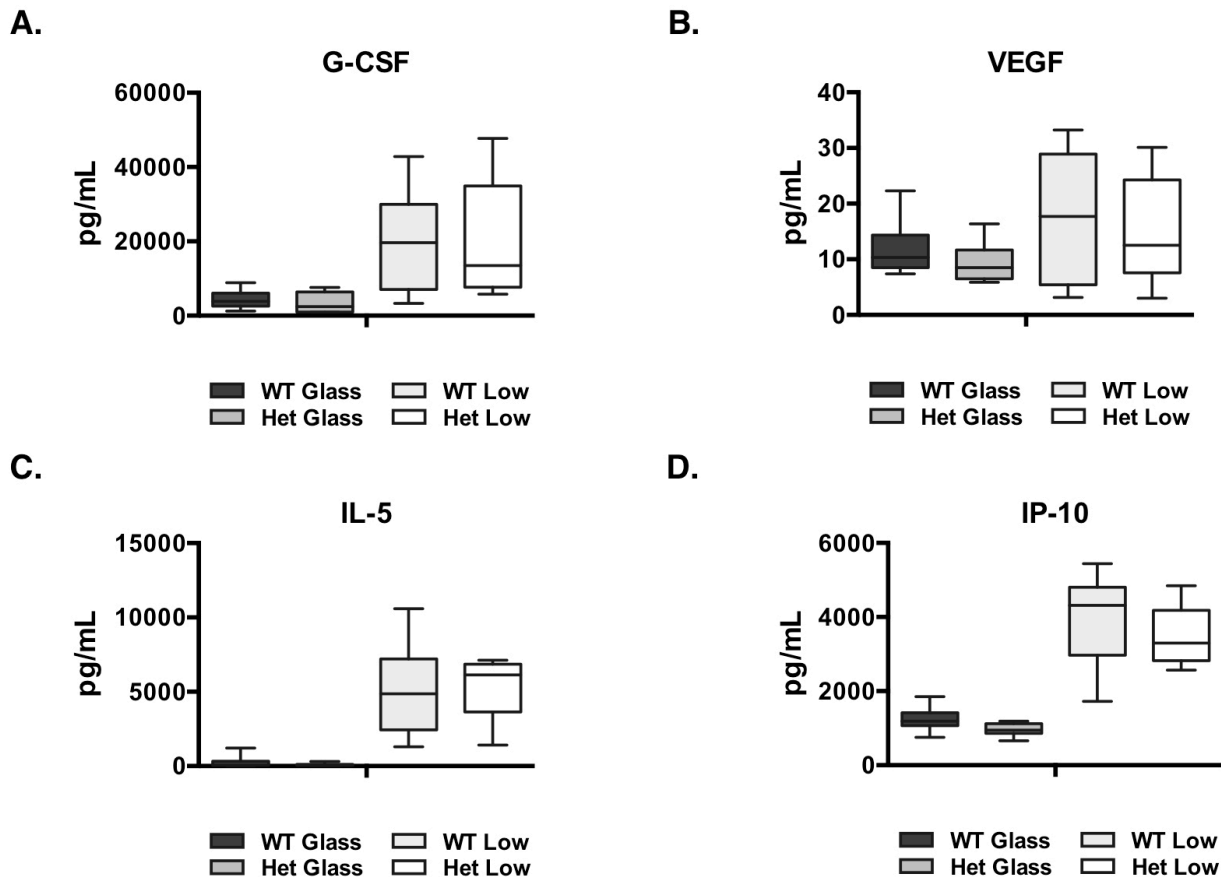 A.
G-CSF
60000
40000
20000
0
pg/mL
WT Glass WT Low
Het Glass Het Low
B.
VEGF
40
30
20
10
0
pg/mL
WT Glass WT Low
Het Glass Het Low
C.
IL-5
15000
10000
5000
0
pg/mL
WT Glass WT Low
Het Glass Het Low
D.
IP-10
6000
4000
2000
0
pg/mL
WT Glass WT Low
Het Glass Het Low